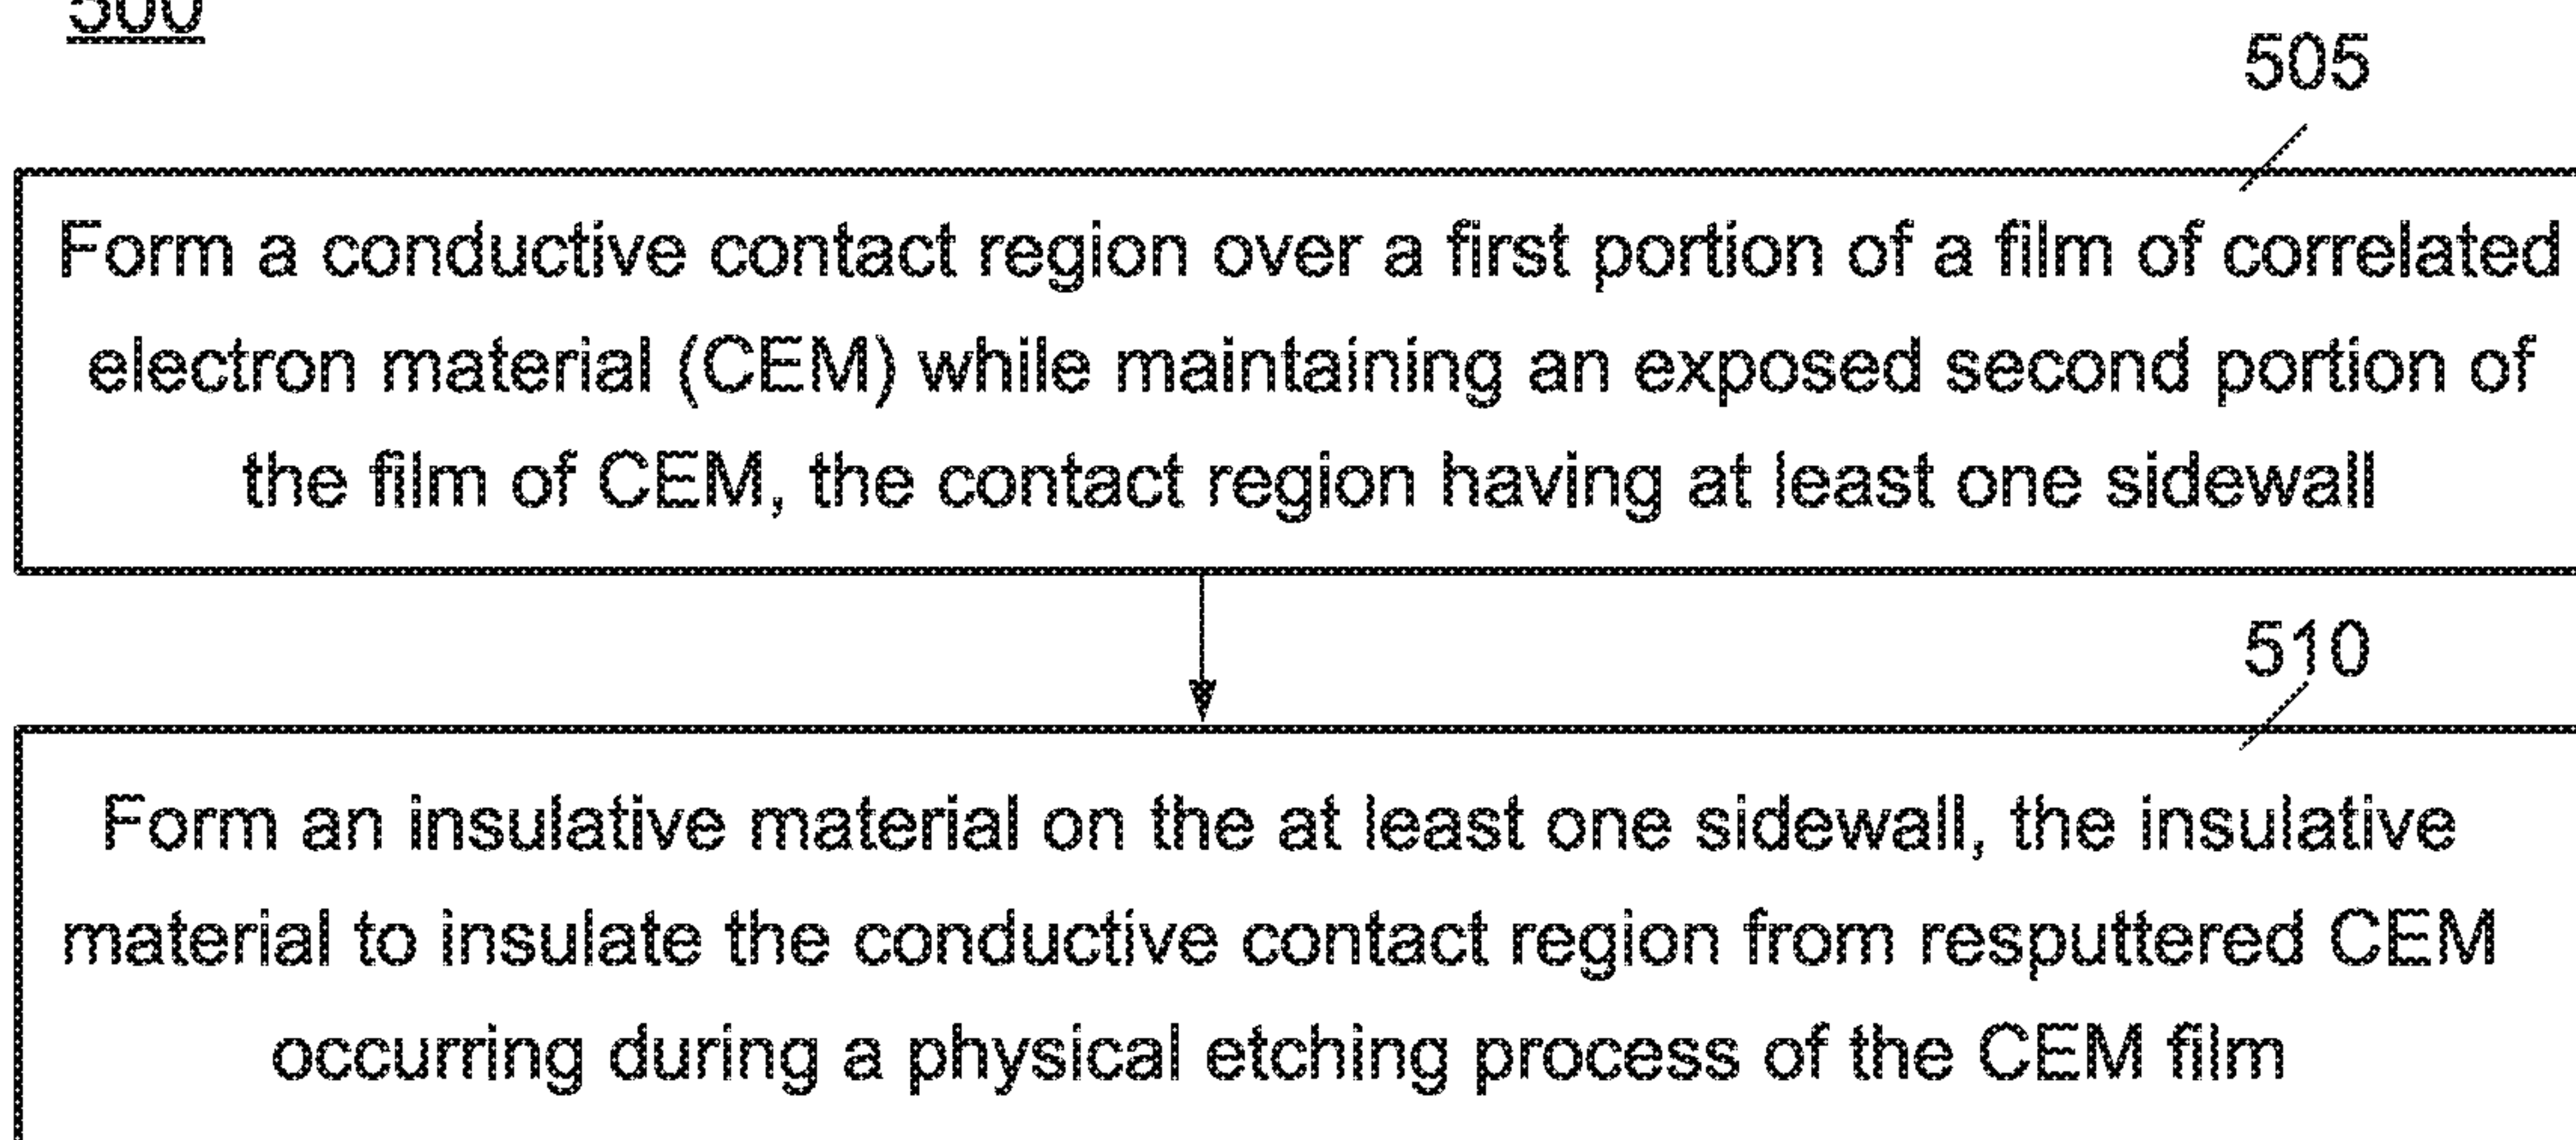 500
505
Form a conductive contact region over a first portion of a film of correlated
electron material (CEM) while maintaining an exposed second portion of
the film of CEM, the contact region having at least one sidewall
510
Form an insulative material on the at least one sidewall, the insulative
material to insulate the conductive contact region from resputtered CEM
occurring during a physical etching process of the CEM film